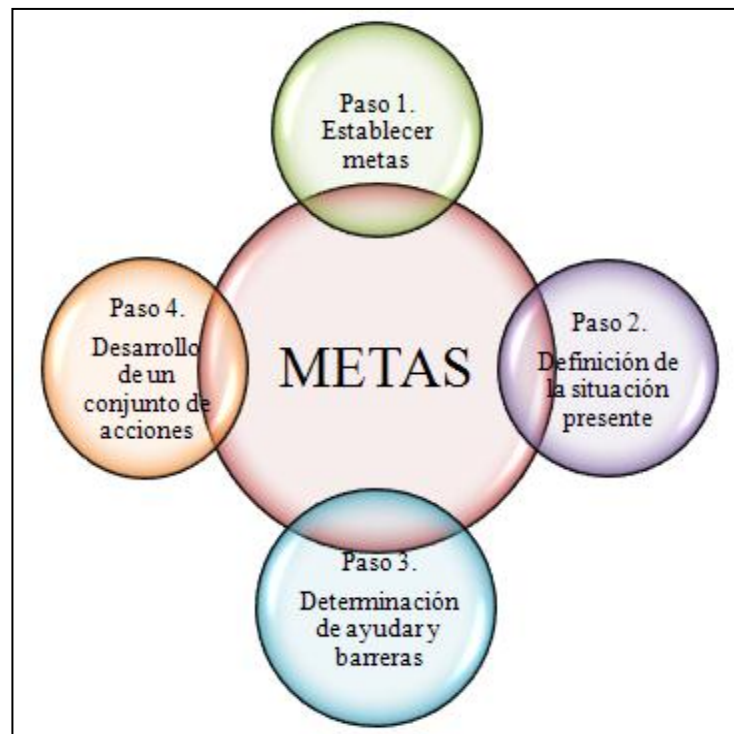 Paso 1.
Establecer
metas
METAS
Paso 2.
Definición de
la situación
presente
Paso 3.
Determinación
de ayudar y
barreras
Paso 4.
Desarrollo
de un
conjunto de
acciones